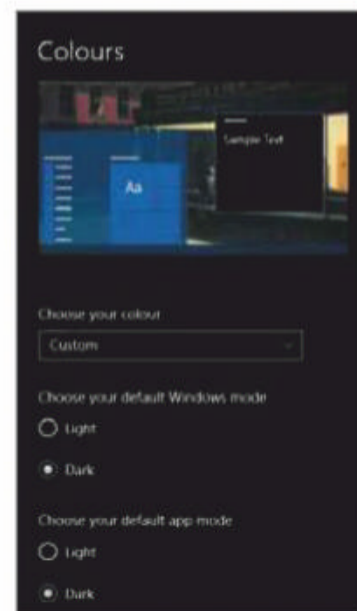 Colours
Sample Text
Aa
Choose your colour
Custom
Choose your default Windows mode
Light
Dark
Choose your default app mode
Light
Dark